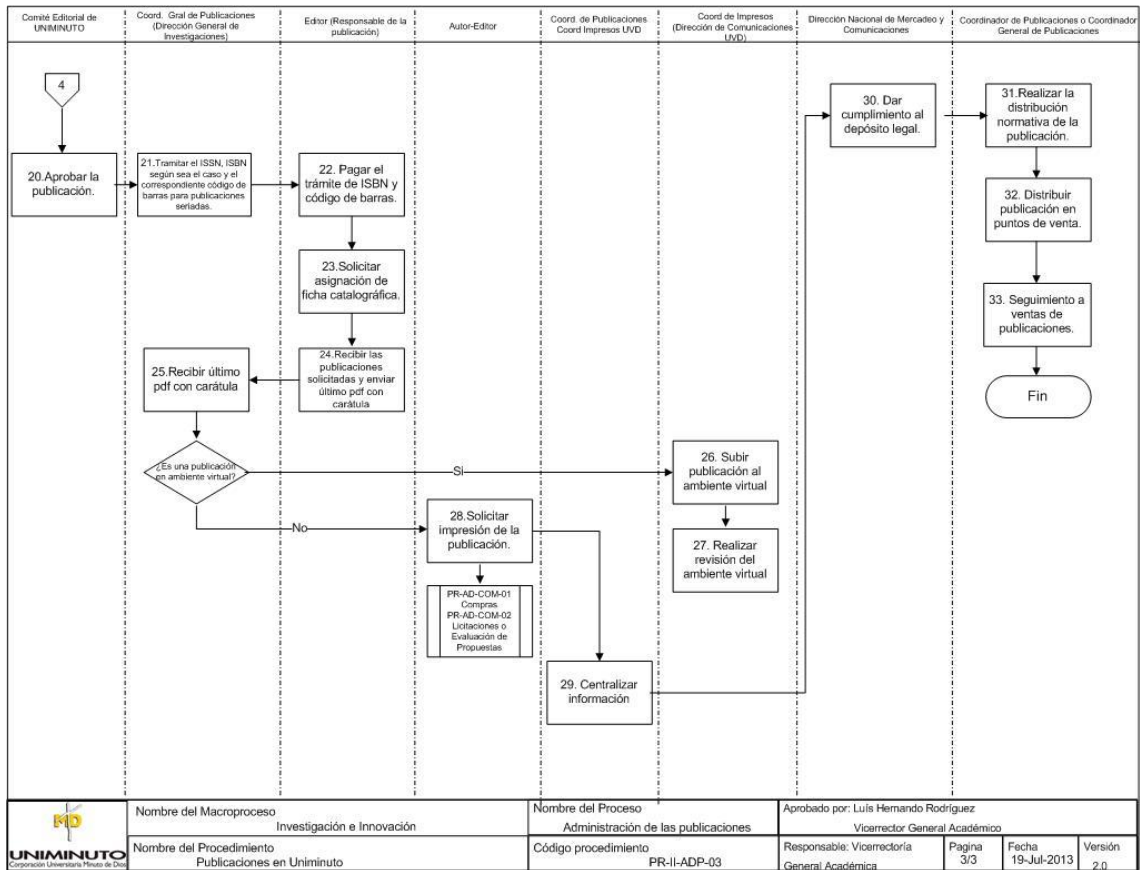 Comité Editorial de
UNIMINUTO
Coord. Gral de Publicaciones
(Dirección General de
Investigaciones)
Editor (Responsable de la
publicación)
Autor-Editor
Coord. de Publicaciones
Coord Impresos UVD
Coord de Impresos
(Dirección de Comunicaciones -
UVD)
Dirección Nacional de Mercadeo y
Comunicaciones
Coordinador de Publicaciones o Coordinador
General de Publicaciones
4
20.Aprobar la
publicación.
21.Tramitar el ISSN, ISBN
según sea el caso y el
correspondiente código de
barras para publicaciones
seriadas.
22. Pagar el
trámite de ISBN y
código de barras.
23.Solicitar
asignación de
ficha catalográfica.
24.Recibir las
publicaciones
solicitadas y enviar
último pdf con
carátula
25.Recibir último
pdf con carátula
¿Es una publicación
en ambiente virtual?
Si
No
26. Subir
publicación al
ambiente virtual
27. Realizar
revisión del
ambiente virtual
28.Solicitar
impresión de la
publicación.
PR-AD-COM-01
Compras
PR-AD-COM-02
Licitaciones o
Evaluación de
Propuestas
29. Centralizar
información
30. Dar
cumplimiento al
depósito legal.
31.Realizar la
distribución
normativa de la
publicación.
32. Distribuir
publicación en
puntos de venta.
33. Seguimiento a
ventas de
publicaciones.
Fin
MD
UNIMINUTO
Corporación Universitaria Minuto de Dios
Nombre del Macroproceso
Investigación e Innovación
Nombre del Proceso
Administración de las publicaciones
Aprobado por: Luís Hernando Rodríguez
Vicerrector General Académico
Nombre del Procedimiento
Publicaciones en Uniminuto
Código procedimiento
PR-II-ADP-03
Responsable: Vicerrectoría
General Académica
Pagina
3/3
Fecha
19-Jul-2013
Versión
2.0